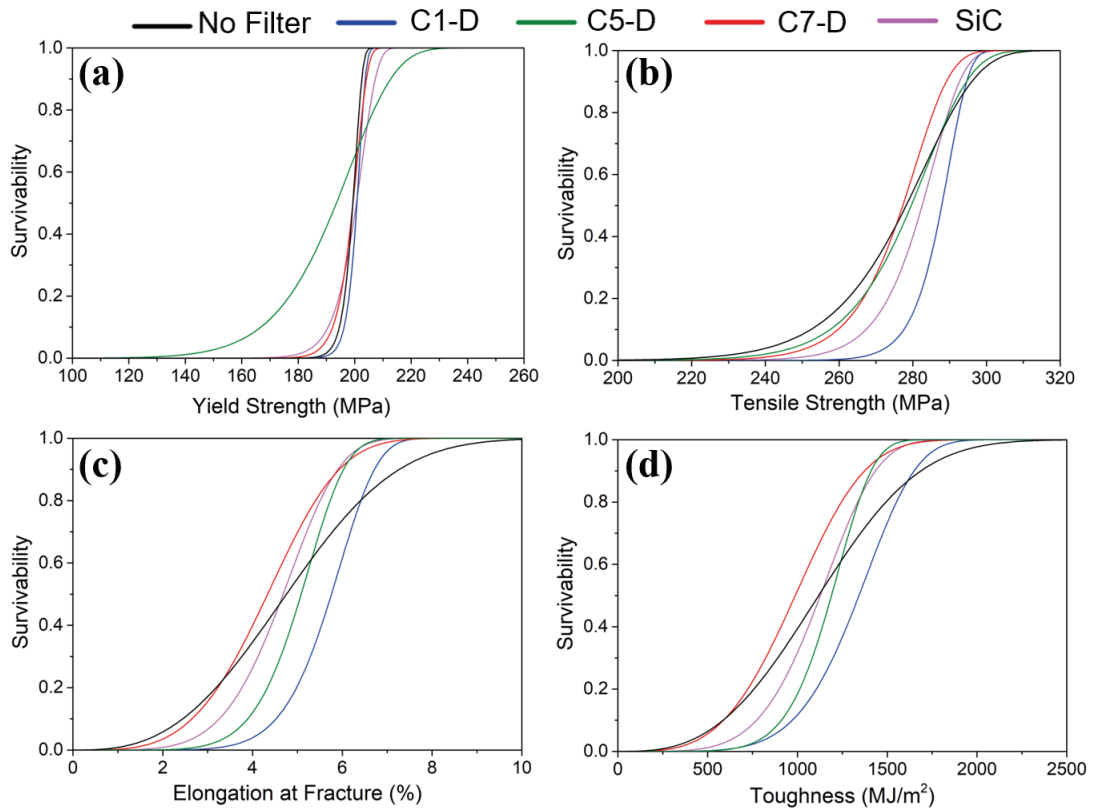 No Filter C1-D C5-D C7-D SiC
(a)
Survivability
1.0
0.8
0.6
0.4
0.2
0.0
100 120 140 160 180 200 220 240 260
Yield Strength (MPa)
(b)
Survivability
1.0
0.8
0.6
0.4
0.2
0.0
200 220 240 260 280 300 320
Tensile Strength (MPa)
(c)
Survivability
1.0
0.8
0.6
0.4
0.2
0.0
0 2 4 6 8 10
Elongation at Fracture (%)
(d)
Survivability
1.0
0.8
0.6
0.4
0.2
0.0
0 500 1000 1500 2000 2500
Toughness (MJ/m²)